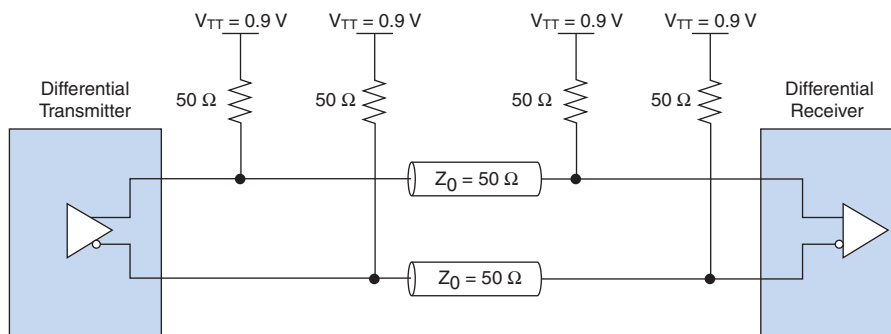 V_TT = 0.9 V V_TT = 0.9 V V_TT = 0.9 V V_TT = 0.9 V
Differential
Transmitter
Differential
Receiver
50 Ω 50 Ω 50 Ω 50 Ω
Z_0 = 50 Ω
Z_0 = 50 Ω